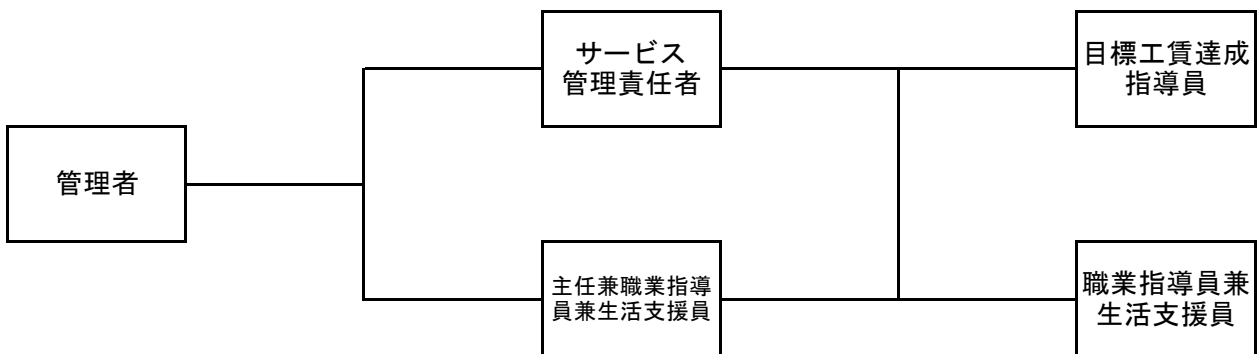 管理者
サービス
管理責任者
主任兼職業指導
員兼生活支援員
目標工賃達成
指導員
職業指導員兼
生活支援員